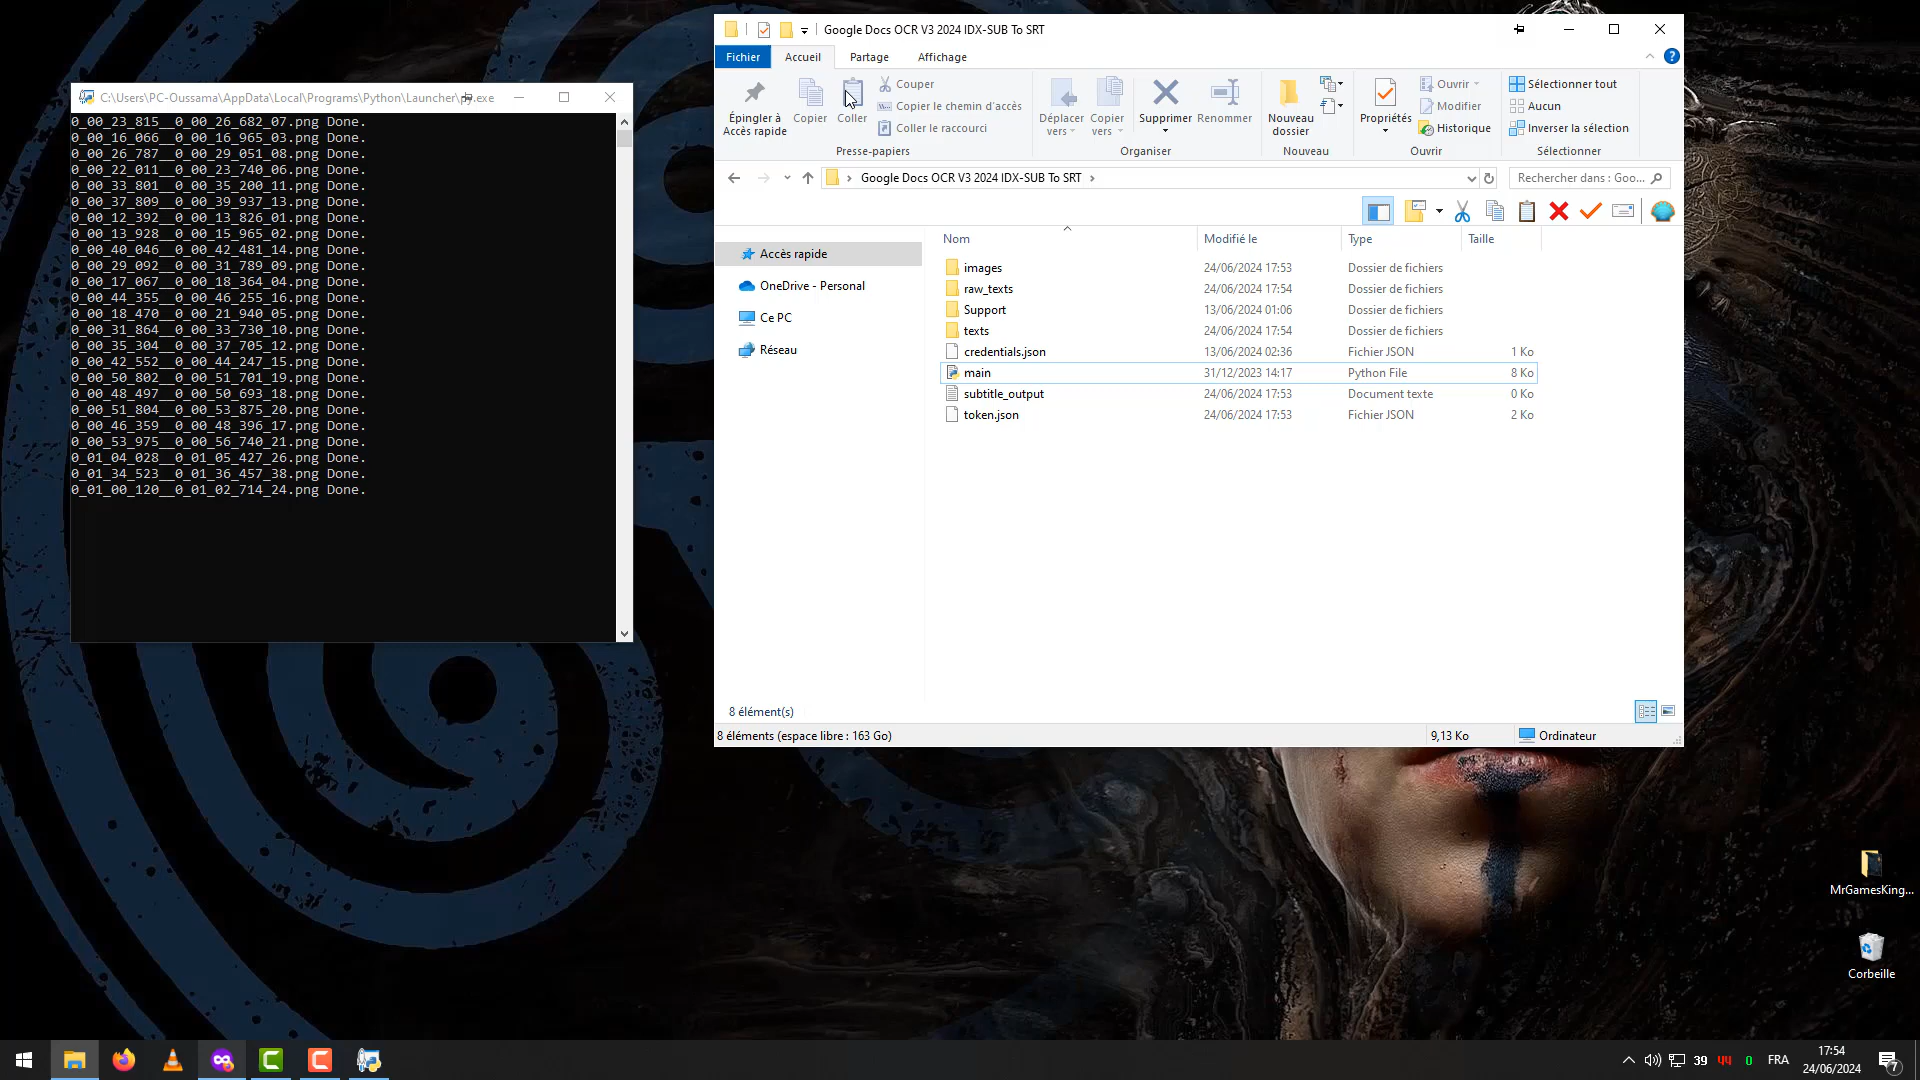 C:\Users\PC-Oussama\AppData\Local\Programs\Python\Launcher\py.exe
0_00_23_815__0_00_26_682_07.png Done.
0_00_16_066__0_00_16_965_03.png Done.
0_00_26_787__0_00_29_051_08.png Done.
0_00_22_011__0_00_23_740_06.png Done.
0_00_33_801__0_00_35_200_11.png Done.
0_00_37_809__0_00_39_937_13.png Done.
0_00_12_392__0_00_13_826_01.png Done.
0_00_13_928__0_00_15_965_02.png Done.
0_00_40_046__0_00_42_481_14.png Done.
0_00_29_092__0_00_31_789_09.png Done.
0_00_17_067__0_00_18_364_04.png Done.
0_00_44_355__0_00_46_255_16.png Done.
0_00_18_470__0_00_21_940_05.png Done.
0_00_31_864__0_00_33_730_10.png Done.
0_00_35_304__0_00_37_705_12.png Done.
0_00_42_552__0_00_44_247_15.png Done.
0_00_50_802__0_00_51_701_19.png Done.
0_00_48_497__0_00_50_693_18.png Done.
0_00_51_804__0_00_53_875_20.png Done.
0_00_46_359__0_00_48_396_17.png Done.
0_00_53_975__0_00_56_740_21.png Done.
0_01_04_028__0_01_05_427_26.png Done.
0_01_34_523__0_01_36_457_38.png Done.
0_01_00_120__0_01_02_714_24.png Done.
Google Docs OCR V3 2024 IDX-SUB To SRT
Fichier Accueil Partage Affichage
Épingler à Accès rapide
Copier
Coller
Couper
Copier le chemin d'accès
Coller le raccourci
Presse-papiers
Déplacer vers
Copier vers
Supprimer
Renommer
Organiser
Nouveau dossier
Nouveau
Propriétés
Ouvrir
Modifier
Historique
Ouvrir
Sélectionner tout
Aucun
Inverser la sélection
Sélectionner
Google Docs OCR V3 2024 IDX-SUB To SRT
Rechercher dans : Goo...
Accès rapide
OneDrive - Personal
Ce PC
Réseau
Nom Modifié le Type Taille
images 24/06/2024 17:53 Dossier de fichiers
raw_texts 24/06/2024 17:54 Dossier de fichiers
Support 13/06/2024 01:06 Dossier de fichiers
texts 24/06/2024 17:54 Dossier de fichiers
credentials.json 13/06/2024 02:36 Fichier JSON 1 Ko
main 31/12/2023 14:17 Python File 8 Ko
subtitle_output 24/06/2024 17:53 Document texte 0 Ko
token.json 24/06/2024 17:53 Fichier JSON 2 Ko
8 élément(s)
8 éléments (espace libre : 163 Go) 9,13 Ko Ordinateur
MrGamesKing...
Corbeille
39 44 0 FRA
17:54
24/06/2024
7